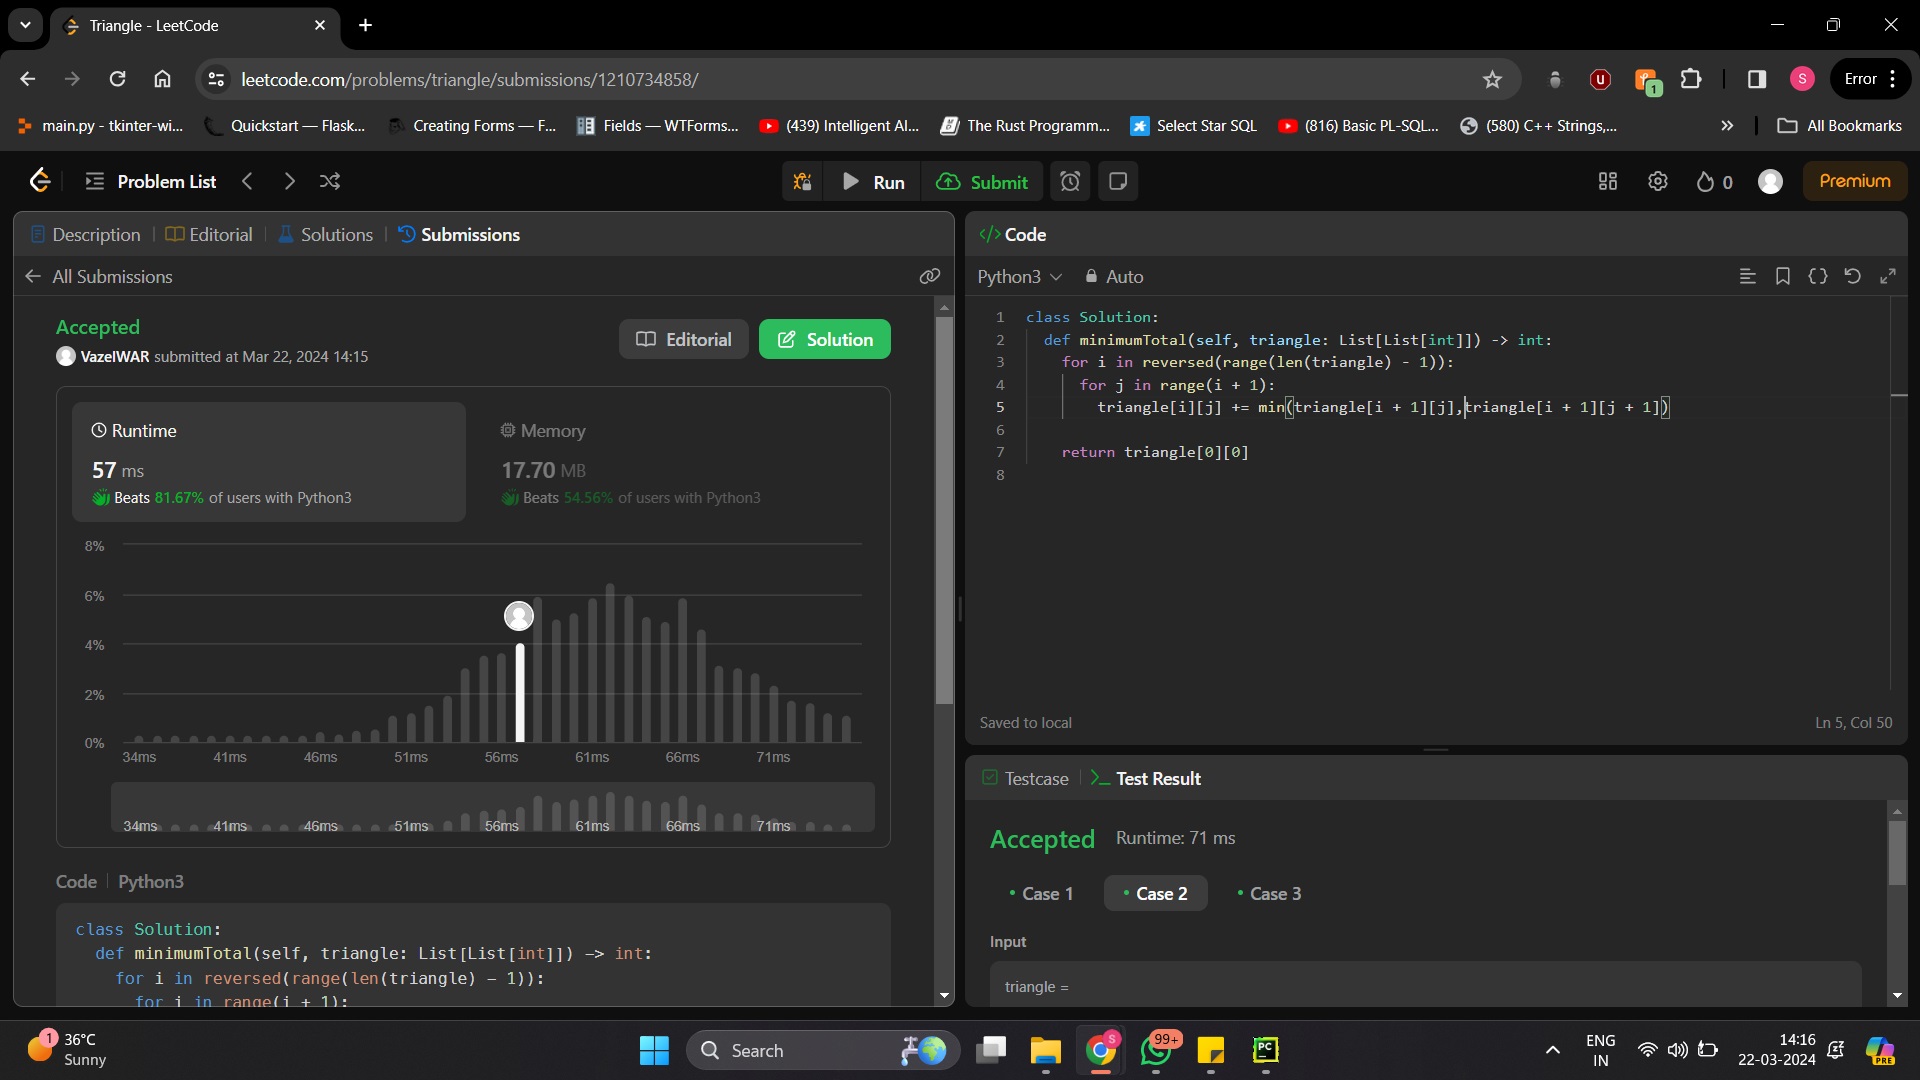 Triangle - LeetCode
leetcode.com/problems/triangle/submissions/1210734858/
U
1
S
Error
main.py - tkinter-wi...
Quickstart — Flask...
Creating Forms — F...
Fields — WTForms...
(439) Intelligent Al...
The Rust Programm...
Select Star SQL
(816) Basic PL-SQL...
(580) C++ Strings,...
»
All Bookmarks
Problem List
Run
Submit
0
Premium
Description
Editorial
Solutions
Submissions
All Submissions
Accepted
VazelWAR submitted at Mar 22, 2024 14:15
Editorial
Solution
Runtime
57 ms
Beats 81.67% of users with Python3
Memory
17.70 MB
Beats 54.56% of users with Python3
8%
6%
4%
2%
0%
34ms 41ms 46ms 51ms 56ms 61ms 66ms 71ms
34ms 41ms 46ms 51ms 56ms 61ms 66ms 71ms
Code Python3
class Solution:
def minimumTotal(self, triangle: List[List[int]]) -> int:
for i in reversed(range(len(triangle) - 1)):
for j in range(i + 1):
</> Code
Python3 Auto
1 class Solution:
2 def minimumTotal(self, triangle: List[List[int]]) -> int:
3 for i in reversed(range(len(triangle) - 1)):
4 for j in range(i + 1):
5 triangle[i][j] += min(triangle[i + 1][j],triangle[i + 1][j + 1])
6
7 return triangle[0][0]
8
Saved to local
Ln 5, Col 50
Testcase
>_ Test Result
Accepted Runtime: 71 ms
• Case 1 • Case 2 • Case 3
Input
triangle =
1
36°C
Sunny
Search
S
99+
PC
ENG
IN
14:16
22-03-2024
PRE